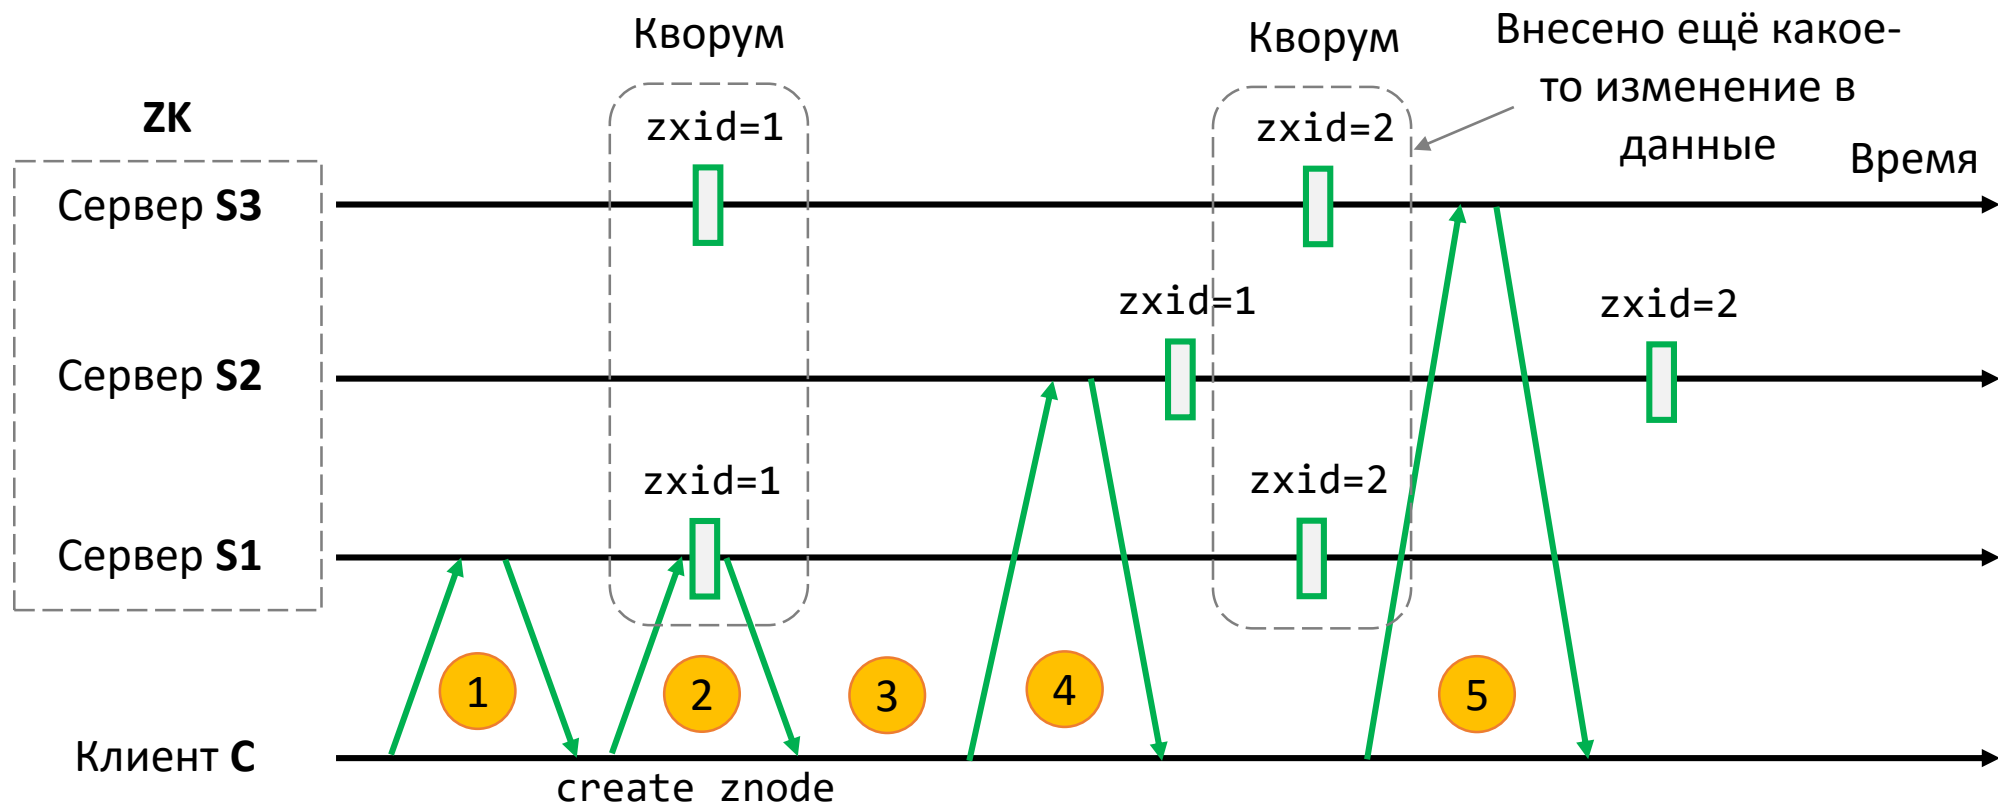 Кворум
Кворум
Внесено ещё какое-
то изменение в
данные
ZK
zxid=1
zxid=2
Время
Сервер S3
zxid=1
zxid=2
Сервер S2
zxid=1
zxid=2
Сервер S1
1
2
3
4
5
Клиент C
create znode